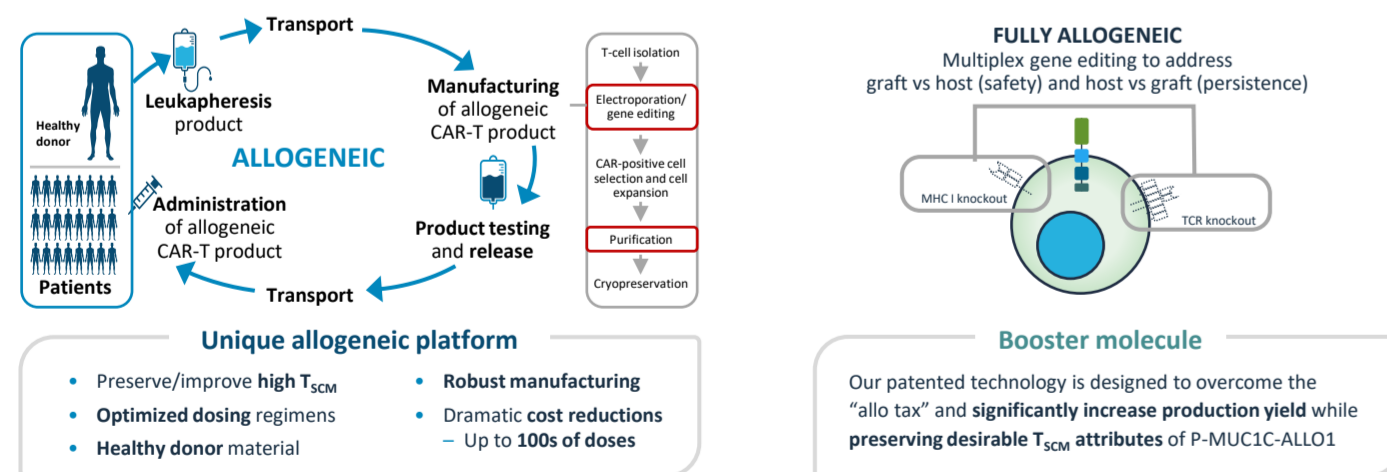 Transport
Healthy
donor
Leukapheresis
product
Manufacturing
of allogeneic
CAR-T product
ALLOGENEIC
Administration
of allogeneic
CAR-T product
Product testing
and release
Patients
Transport
T-cell isolation
Electroporation/
gene editing
CAR-positive cell
selection and cell
expansion
Purification
Cryopreservation
FULLY ALLOGENEIC
Multiplex gene editing to address
graft vs host (safety) and host vs graft (persistence)
MHC I knockout
TCR knockout
Unique allogeneic platform
• Preserve/improve high TSCM
• Optimized dosing regimens
• Healthy donor material
• Robust manufacturing
• Dramatic cost reductions
– Up to 100s of doses
Booster molecule
Our patented technology is designed to overcome the
“allo tax” and significantly increase production yield while
preserving desirable TSCM attributes of P-MUC1C-ALLO1